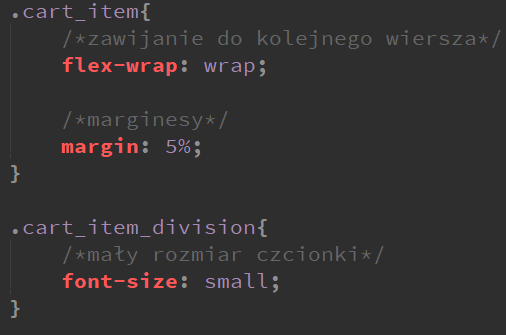 .cart_item{
/*zawijanie do kolejnego wiersza*/
flex-wrap: wrap;
/*marginesy*/
margin: 5%;
}
.cart_item_division{
/*mały rozmiar czcionki*/
font-size: small;
}